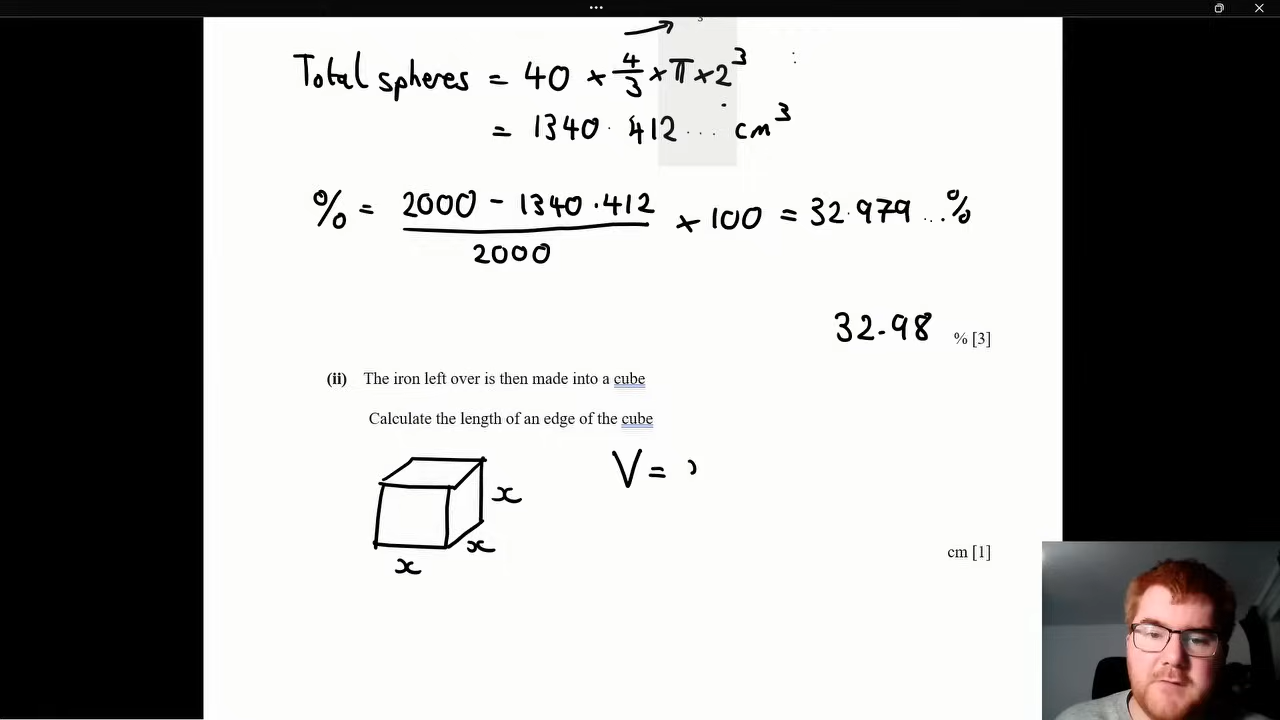 Total spheres = 40 × 4/3 × π × 2³
= 1340.412... cm³
% = (2000 - 1340.412)/2000 × 100 = 32.979...%
32.98 % [3]
(ii) The iron left over is then made into a cube
Calculate the length of an edge of the cube
V =
x
x
x
cm [1]